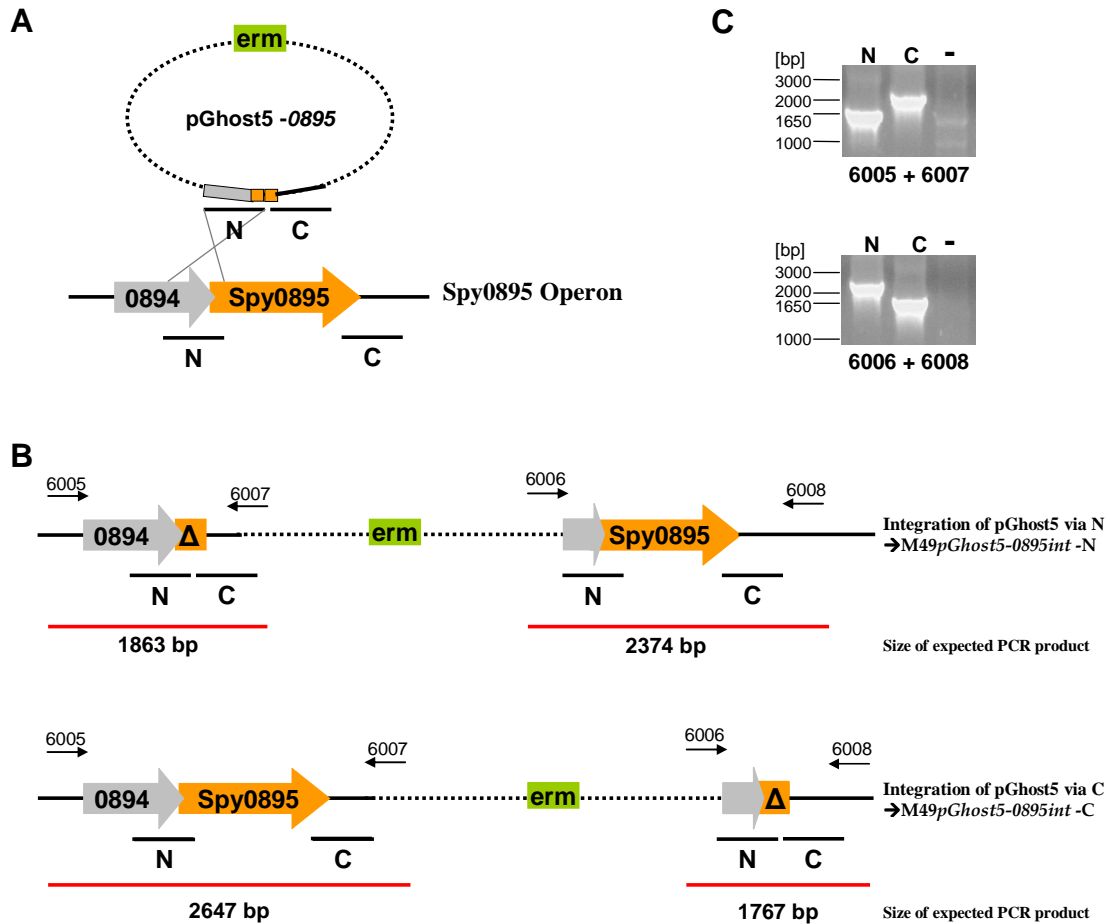 A
erm
pGhost5 -0895
N
C
0894
Spy0895
Spy0895 Operon
N
C
C
[bp]
N C -
3000
2000
1650
1000
6005 + 6007
[bp]
N C -
3000
2000
1650
1000
6006 + 6008
B
6005
6007
6006
6008
0894
Δ
erm
Spy0895
Integration of pGhost5 via N
➔M49pGhost5-0895int -N
N
C
N
C
1863 bp
2374 bp
Size of expected PCR product
6005
6007
6006
6008
0894
Spy0895
erm
Δ
Integration of pGhost5 via C
➔M49pGhost5-0895int -C
N
C
N
C
2647 bp
1767 bp
Size of expected PCR product